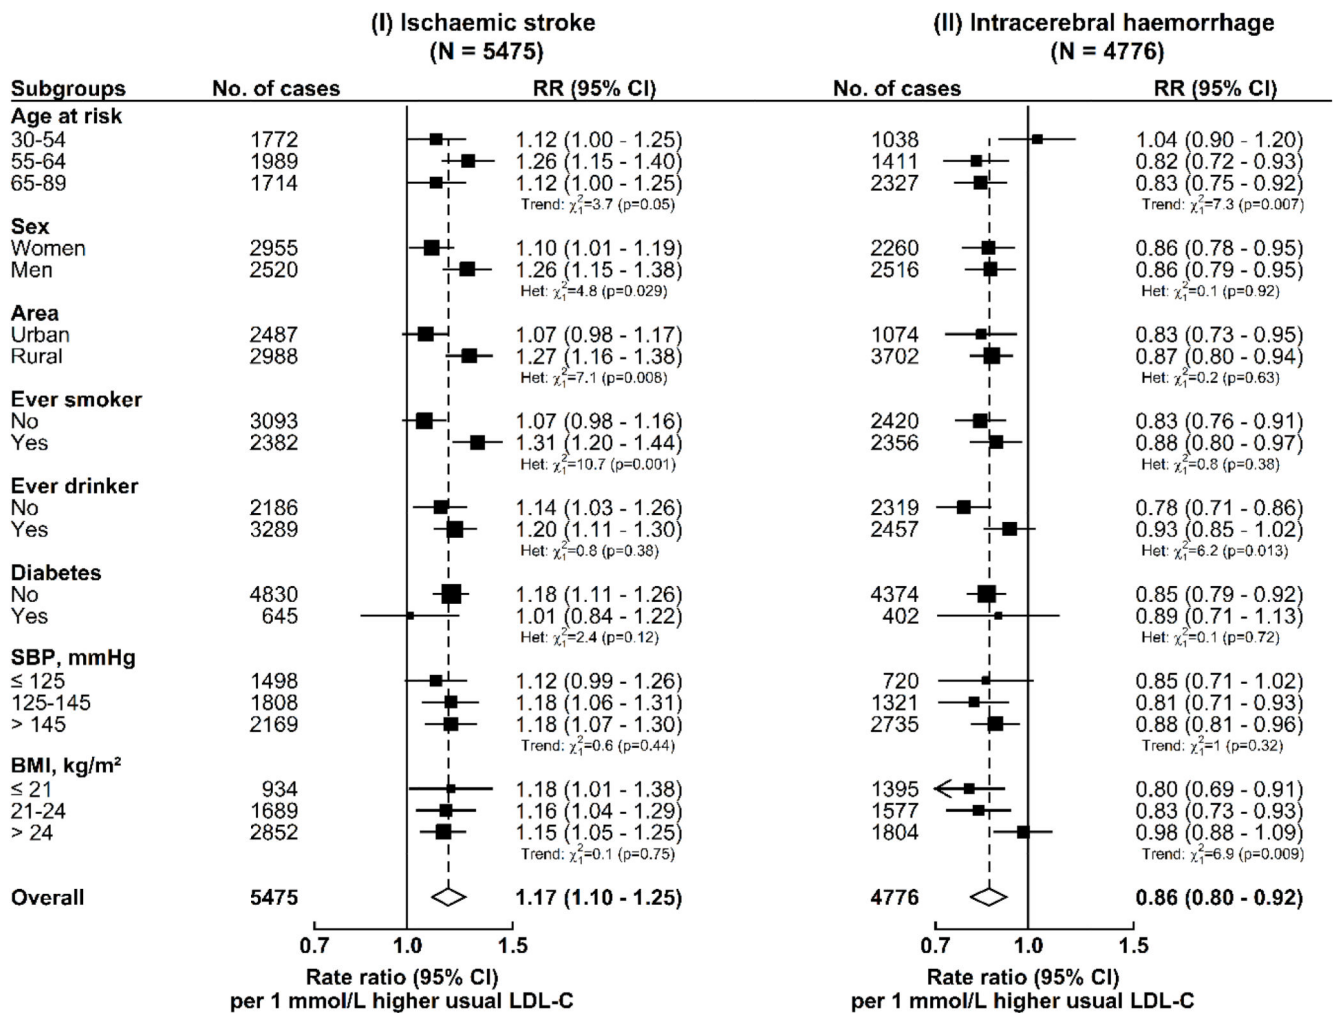 (I) Ischaemic stroke (II) Intracerebral haemorrhage
(N = 5475) (N = 4776)
Subgroups No. of cases RR (95% CI) No. of cases RR (95% CI)
Age at risk
30-54 1772 1.12 (1.00 - 1.25) 1038 1.04 (0.90 - 1.20)
55-64 1989 1.26 (1.15 - 1.40) 1411 0.82 (0.72 - 0.93)
65-89 1714 1.12 (1.00 - 1.25) 2327 0.83 (0.75 - 0.92)
Trend: χ²₁=3.7 (p=0.05) Trend: χ²₁=7.3 (p=0.007)
Sex
Women 2955 1.10 (1.01 - 1.19) 2260 0.86 (0.78 - 0.95)
Men 2520 1.26 (1.15 - 1.38) 2516 0.86 (0.79 - 0.95)
Het: χ²₁=4.8 (p=0.029) Het: χ²₁=0.1 (p=0.92)
Area
Urban 2487 1.07 (0.98 - 1.17) 1074 0.83 (0.73 - 0.95)
Rural 2988 1.27 (1.16 - 1.38) 3702 0.87 (0.80 - 0.94)
Het: χ²₁=7.1 (p=0.008) Het: χ²₁=0.2 (p=0.63)
Ever smoker
No 3093 1.07 (0.98 - 1.16) 2420 0.83 (0.76 - 0.91)
Yes 2382 1.31 (1.20 - 1.44) 2356 0.88 (0.80 - 0.97)
Het: χ²₁=10.7 (p=0.001) Het: χ²₁=0.8 (p=0.38)
Ever drinker
No 2186 1.14 (1.03 - 1.26) 2319 0.78 (0.71 - 0.86)
Yes 3289 1.20 (1.11 - 1.30) 2457 0.93 (0.85 - 1.02)
Het: χ²₁=0.8 (p=0.38) Het: χ²₁=6.2 (p=0.013)
Diabetes
No 4830 1.18 (1.11 - 1.26) 4374 0.85 (0.79 - 0.92)
Yes 645 1.01 (0.84 - 1.22) 402 0.89 (0.71 - 1.13)
Het: χ²₁=2.4 (p=0.12) Het: χ²₁=0.1 (p=0.72)
SBP, mmHg
≤ 125 1498 1.12 (0.99 - 1.26) 720 0.85 (0.71 - 1.02)
125-145 1808 1.18 (1.06 - 1.31) 1321 0.81 (0.71 - 0.93)
> 145 2169 1.18 (1.07 - 1.30) 2735 0.88 (0.81 - 0.96)
Trend: χ²₁=0.6 (p=0.44) Trend: χ²₁=1 (p=0.32)
BMI, kg/m²
≤ 21 934 1.18 (1.01 - 1.38) 1395 0.80 (0.69 - 0.91)
21-24 1689 1.16 (1.04 - 1.29) 1577 0.83 (0.73 - 0.93)
> 24 2852 1.15 (1.05 - 1.25) 1804 0.98 (0.88 - 1.09)
Trend: χ²₁=0.1 (p=0.75) Trend: χ²₁=6.9 (p=0.009)
Overall 5475 1.17 (1.10 - 1.25) 4776 0.86 (0.80 - 0.92)
0.7 1.0 1.5 0.7 1.0 1.5
Rate ratio (95% CI) Rate ratio (95% CI)
per 1 mmol/L higher usual LDL-C per 1 mmol/L higher usual LDL-C